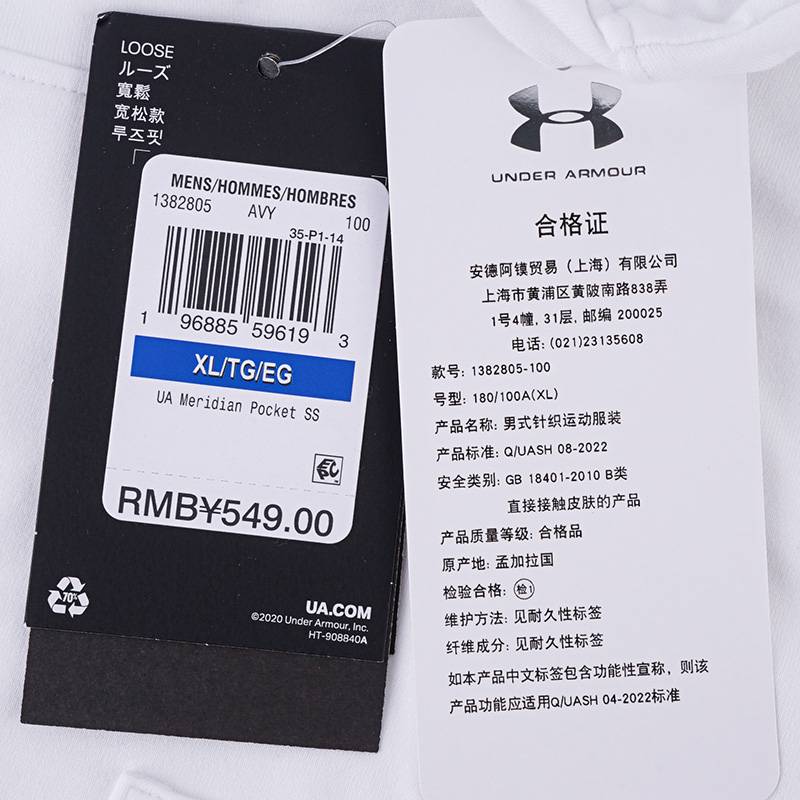 LOOSE
ルーズ
寬鬆
宽松款
루즈핏
MENS/HOMMES/HOMBRES
1382805 AVY 100
35-P1-14
1 96885 59619 3
XL/TG/EG
UA Meridian Pocket SS
RMB¥549.00
70%
UA.COM
©2020 Under Armour, Inc.
HT-908840A
UNDER ARMOUR
合格证
安德阿镆贸易（上海）有限公司
上海市黄浦区黄陂南路838弄
1号4幢, 31层, 邮编 200025
电话: (021)23135608
款号: 1382805-100
号型: 180/100A(XL)
产品名称: 男式针织运动服装
产品标准: Q/UASH 08-2022
安全类别: GB 18401-2010 B类
直接接触皮肤的产品
产品质量等级: 合格品
原产地: 孟加拉国
检验合格: 检1
维护方法: 见耐久性标签
纤维成分: 见耐久性标签
如本产品中文标签包含功能性宣称，则该
产品功能应适用Q/UASH 04-2022标准